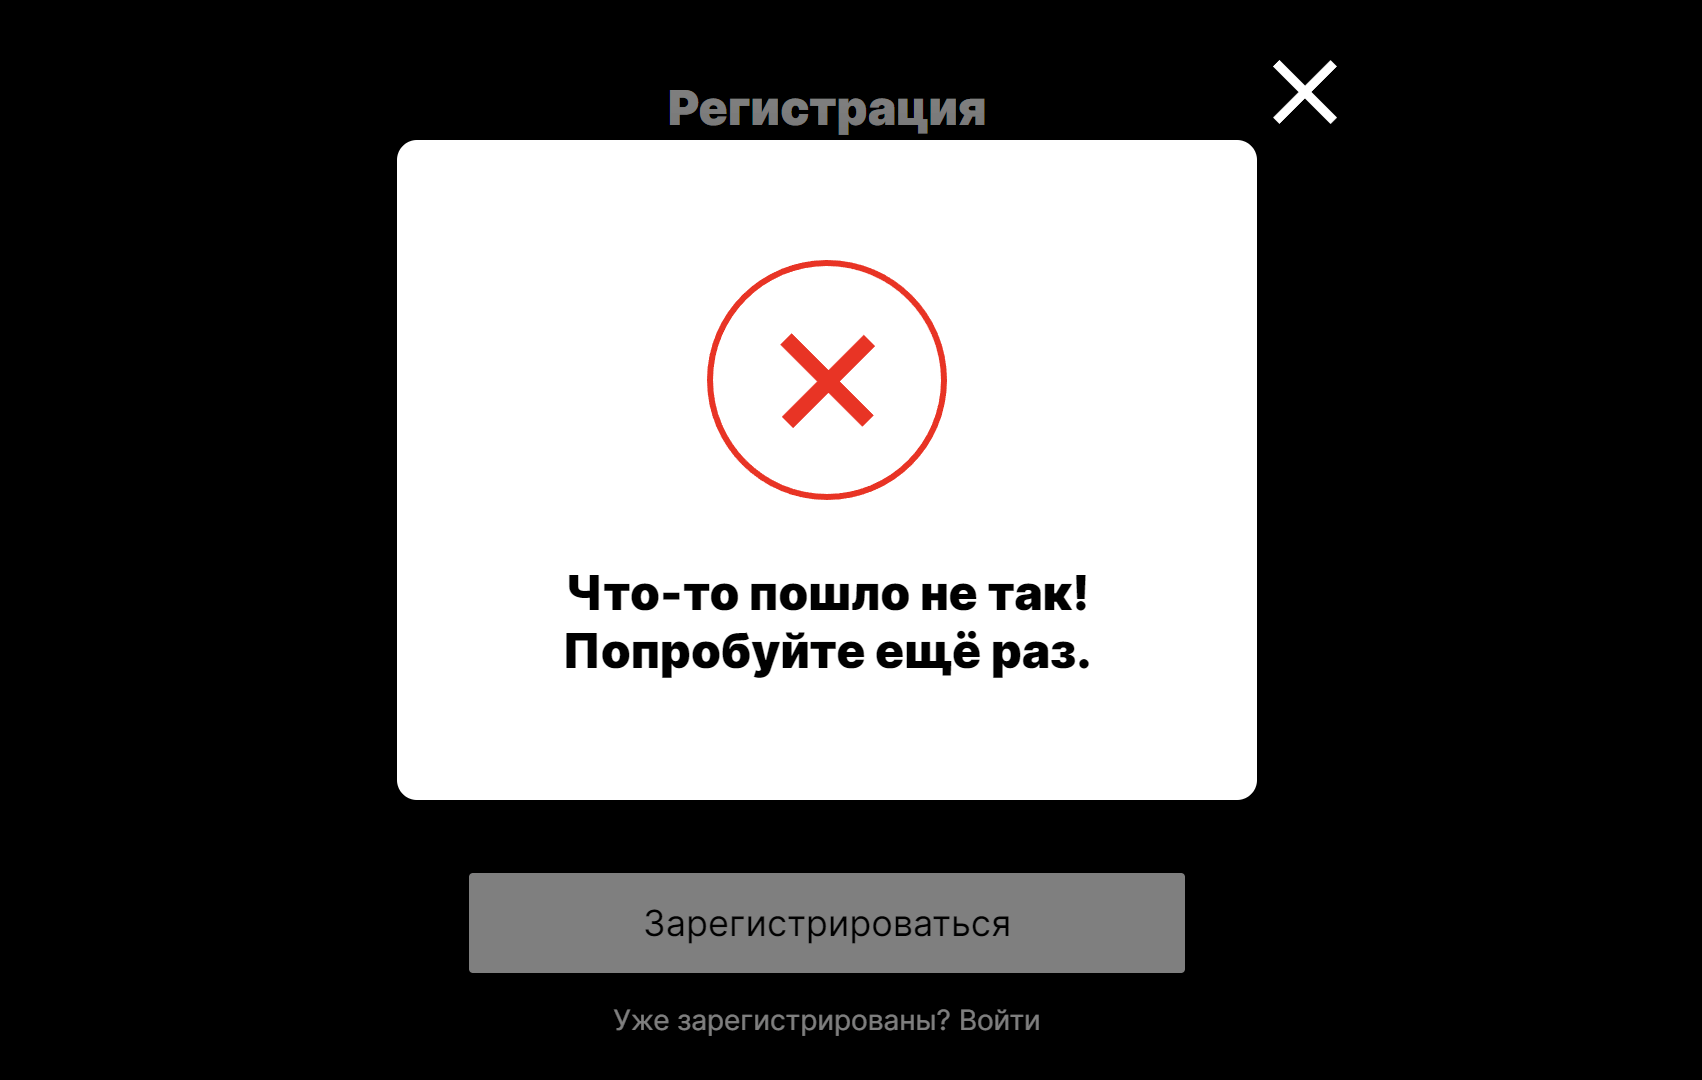 Регистрация
Что-то пошло не так!
Попробуйте ещё раз.
Зарегистрироваться
Уже зарегистрированы? Войти